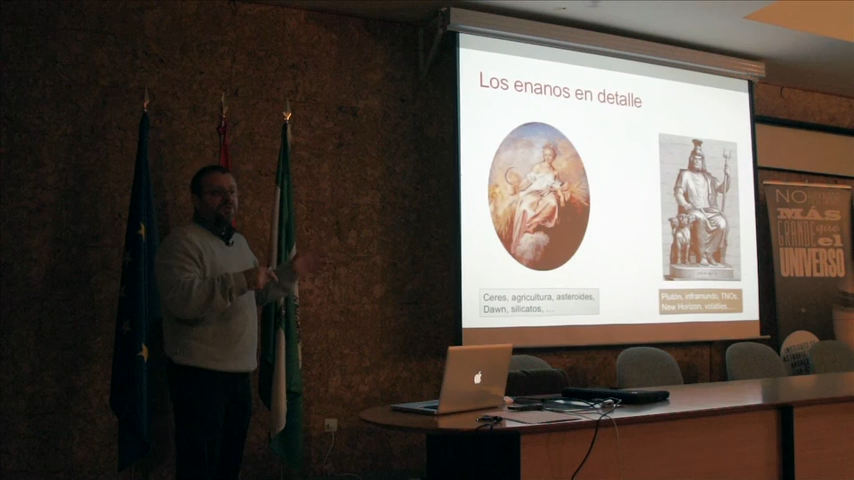 Los enanos en detalle
Ceres, agricultura, asteroides,
Dawn, silicatos, ...
Plutón, inframundo, TNOs,
New Horizon, volátiles,...
NO
MÁS
GRANDE que
el
UNIVERSO